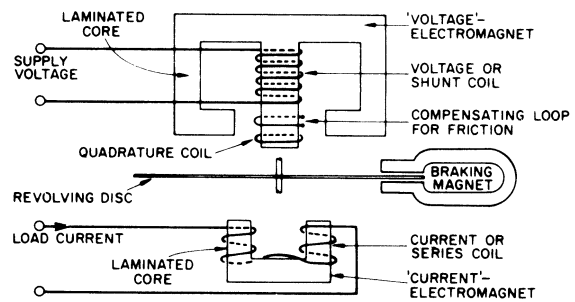 LAMINATED
CORE
'VOLTAGE'-
ELECTROMAGNET
SUPPLY
VOLTAGE
VOLTAGE OR
SHUNT COIL
COMPENSATING LOOP
FOR FRICTION
QUADRATURE COIL
BRAKING
MAGNET
REVOLVING DISC
LOAD CURRENT
LAMINATED
CORE
CURRENT OR
SERIES COIL
'CURRENT'-
ELECTROMAGNET